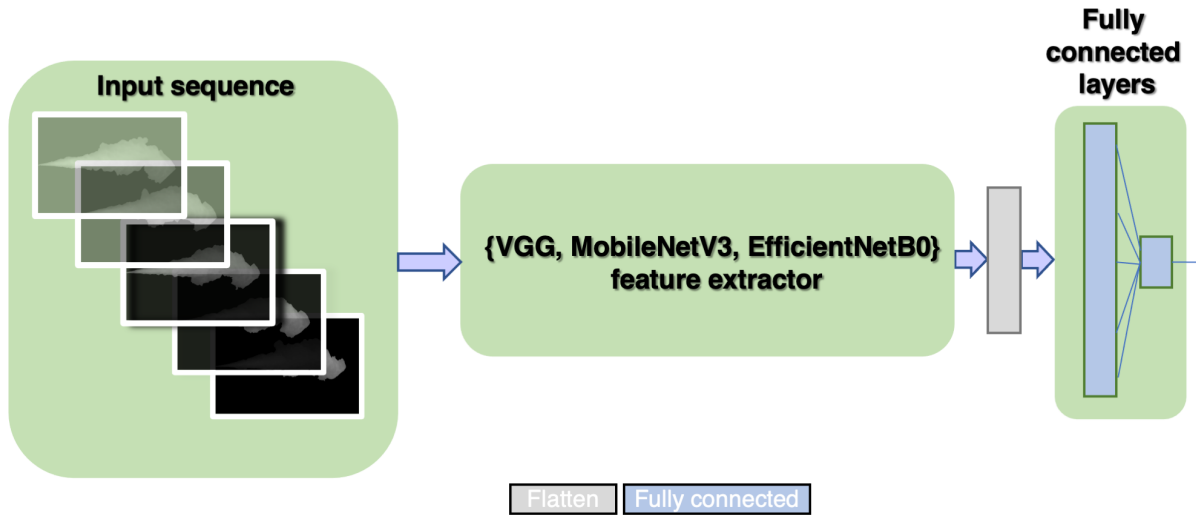 Input sequence
{VGG, MobileNetV3, EfficientNetB0}
feature extractor
Fully
connected
layers
Flatten
Fully connected